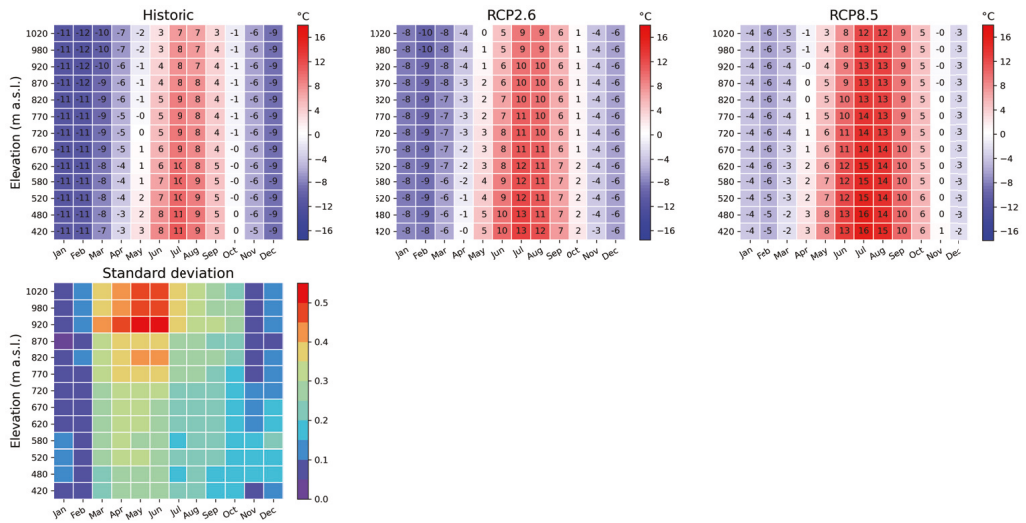 Historic
°C
1020 -11 -12 -10 -7 -2 3 7 7 3 -1 -7 -9
980 -11 -12 -10 -7 -2 3 8 7 4 -1 -7 -9
920 -11 -12 -10 -6 -1 4 8 7 4 -1 -7 -9
870 -11 -11 -9 -6 -1 4 8 8 4 -1 -6 -9
820 -11 -11 -9 -6 -1 5 9 8 4 -1 -6 -9
770 -11 -11 -9 -5 -0 5 9 8 4 -1 -6 -9
720 -11 -11 -9 -5 0 5 9 8 4 -1 -6 -9
670 -11 -11 -9 -5 1 6 9 8 4 -1 -6 -9
620 -11 -11 -8 -4 1 6 10 8 5 -0 -6 -9
580 -11 -11 -8 -4 1 7 10 9 5 -0 -6 -9
520 -11 -11 -8 -4 2 7 10 9 5 -0 -6 -9
480 -11 -11 -8 -3 2 8 11 9 5 0 -5 -9
420 -11 -11 -7 -3 3 8 11 9 5 0 -5 -9
Jan Feb Mar Apr May Jun Jul Aug Sep Oct Nov Dec
Elevation (m a.s.l.)
16
12
8
4
0
-4
-8
-12
-16
RCP2.6
°C
1020 -8 -10 -8 -4 0 5 9 9 6 1 -4 -6
980 -8 -10 -8 -4 0 5 9 9 6 1 -4 -6
920 -8 -9 -8 -4 1 6 10 10 6 1 -4 -6
870 -8 -9 -7 -3 2 7 10 10 6 1 -4 -6
820 -8 -9 -7 -3 2 7 10 10 6 1 -4 -6
770 -8 -9 -7 -3 2 7 11 10 6 1 -4 -6
720 -8 -9 -7 -2 3 8 11 10 6 1 -4 -6
670 -8 -9 -7 -2 3 8 11 11 6 1 -4 -6
620 -8 -9 -6 -2 3 8 11 11 7 2 -4 -6
580 -8 -9 -6 -2 4 9 12 11 7 2 -4 -6
520 -8 -9 -6 -1 4 9 12 11 7 2 -4 -6
480 -8 -8 -6 -1 5 10 12 11 7 2 -4 -6
420 -8 -8 -6 -0 5 10 13 12 7 2 -3 -6
Jan Feb Mar Apr May Jun Jul Aug Sep Oct Nov Dec
16
12
8
4
0
-4
-8
-12
-16
RCP8.5
°C
1020 -4 -6 -5 -1 3 8 12 12 9 5 -0 -3
980 -4 -6 -5 -1 4 8 13 12 9 5 -0 -3
920 -4 -6 -5 -0 4 9 13 13 9 5 -0 -3
870 -4 -6 -4 0 5 9 13 13 9 5 -0 -3
820 -4 -6 -4 0 5 10 13 13 9 5 -0 -3
770 -4 -6 -4 1 5 10 14 13 9 5 -0 -3
720 -4 -6 -4 1 6 10 14 13 9 5 -0 -3
670 -4 -6 -3 1 6 11 14 14 9 5 -0 -3
620 -4 -6 -3 2 6 12 15 14 10 5 0 -3
580 -4 -6 -3 2 7 12 15 14 10 5 0 -3
520 -4 -5 -3 2 7 12 15 14 10 5 0 -3
480 -4 -5 -2 3 8 13 16 14 10 5 0 -3
420 -4 -5 -2 3 8 13 16 15 10 6 1 -2
Jan Feb Mar Apr May Jun Jul Aug Sep Oct Nov Dec
16
12
8
4
0
-4
-8
-12
-16
Standard deviation
1020
980
920
870
820
770
720
670
620
580
520
480
420
Jan Feb Mar Apr May Jun Jul Aug Sep Oct Nov Dec
Elevation (m a.s.l.)
0.5
0.4
0.3
0.2
0.1
0.0